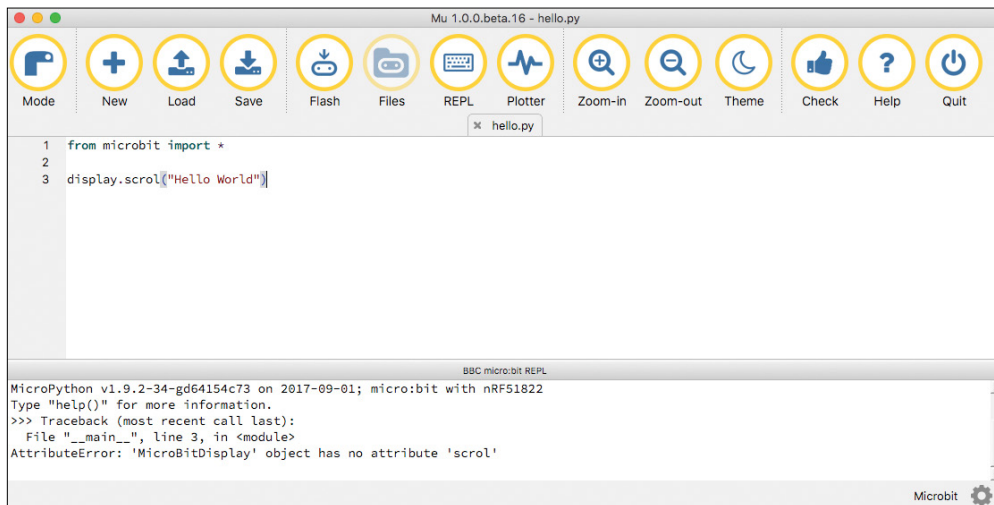 Mu 1.0.0.beta.16 - hello.py
Mode New Load Save Flash Files REPL Plotter Zoom-in Zoom-out Theme Check Help Quit
hello.py
1 from microbit import *
2
3 display.scrol("Hello World")
BBC micro:bit REPL
MicroPython v1.9.2-34-gd64154c73 on 2017-09-01; micro:bit with nRF51822
Type "help()" for more information.
>>> Traceback (most recent call last):
  File "__main__", line 3, in <module>
AttributeError: 'MicroBitDisplay' object has no attribute 'scrol'
Microbit